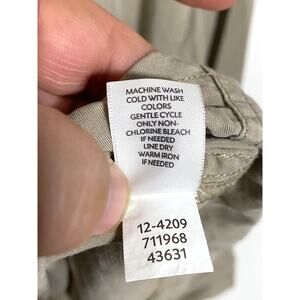 MACHINE WASH
COLD WITH LIKE
COLORS
GENTLE CYCLE
ONLY NON-
CHLORINE BLEACH
IF NEEDED
LINE DRY
WARM IRON
IF NEEDED
12-4209
711968
43631